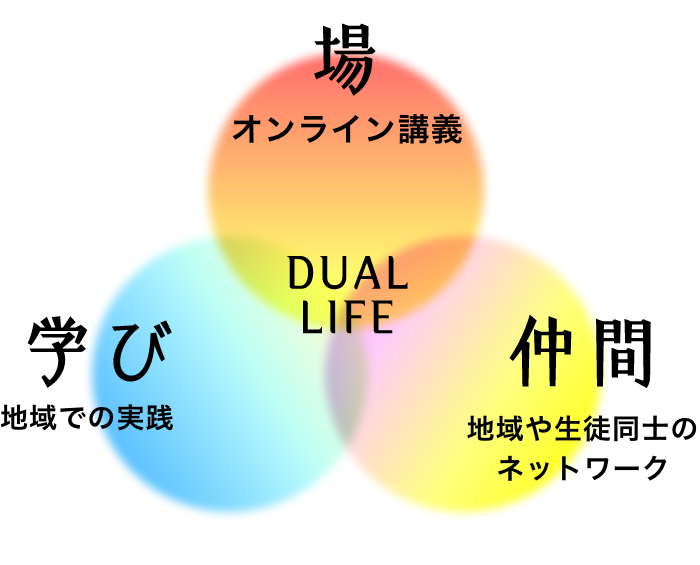 場
オンライン講義
DUAL
LIFE
学び
地域での実践
仲間
地域や生徒同士の
ネットワーク